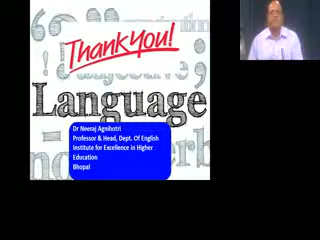 Thank you!
Language
Dr Neeraj Agnihotri
Professor & Head, Dept. Of English
Institute for Excellence in Higher
Education
Bhopal